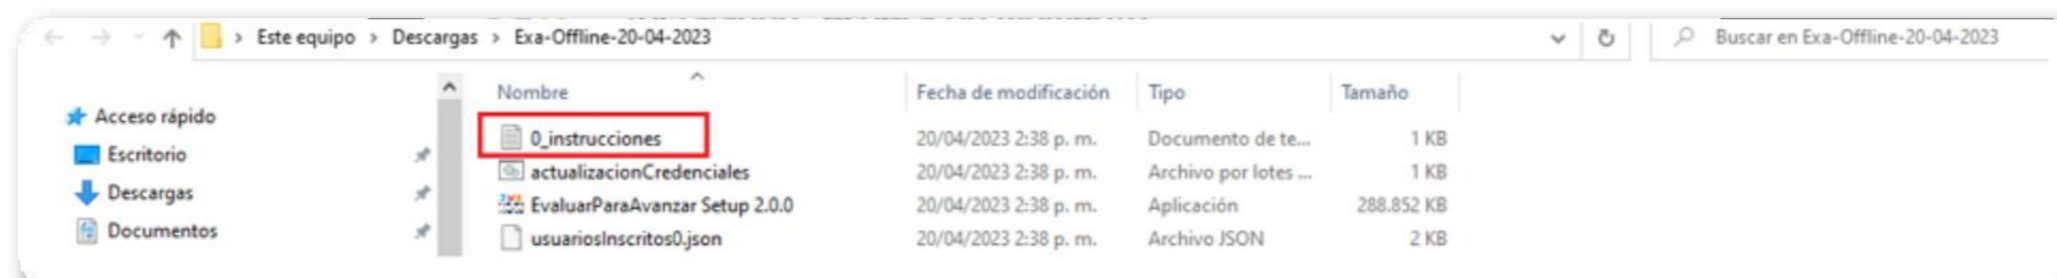 Este equipo > Descargas > Exa-Offline-20-04-2023 Buscar en Exa-Offline-20-04-2023
Nombre Fecha de modificación Tipo Tamaño
Acceso rápido
0_instrucciones 20/04/2023 2:38 p. m. Documento de te... 1 KB
Escritorio
actualizacionCredenciales 20/04/2023 2:38 p. m. Archivo por lotes ... 1 KB
Descargas
EvaluarParaAvanzar Setup 2.0.0 20/04/2023 2:38 p. m. Aplicación 288.852 KB
Documentos
usuariosInscritos0.json 20/04/2023 2:38 p. m. Archivo JSON 2 KB